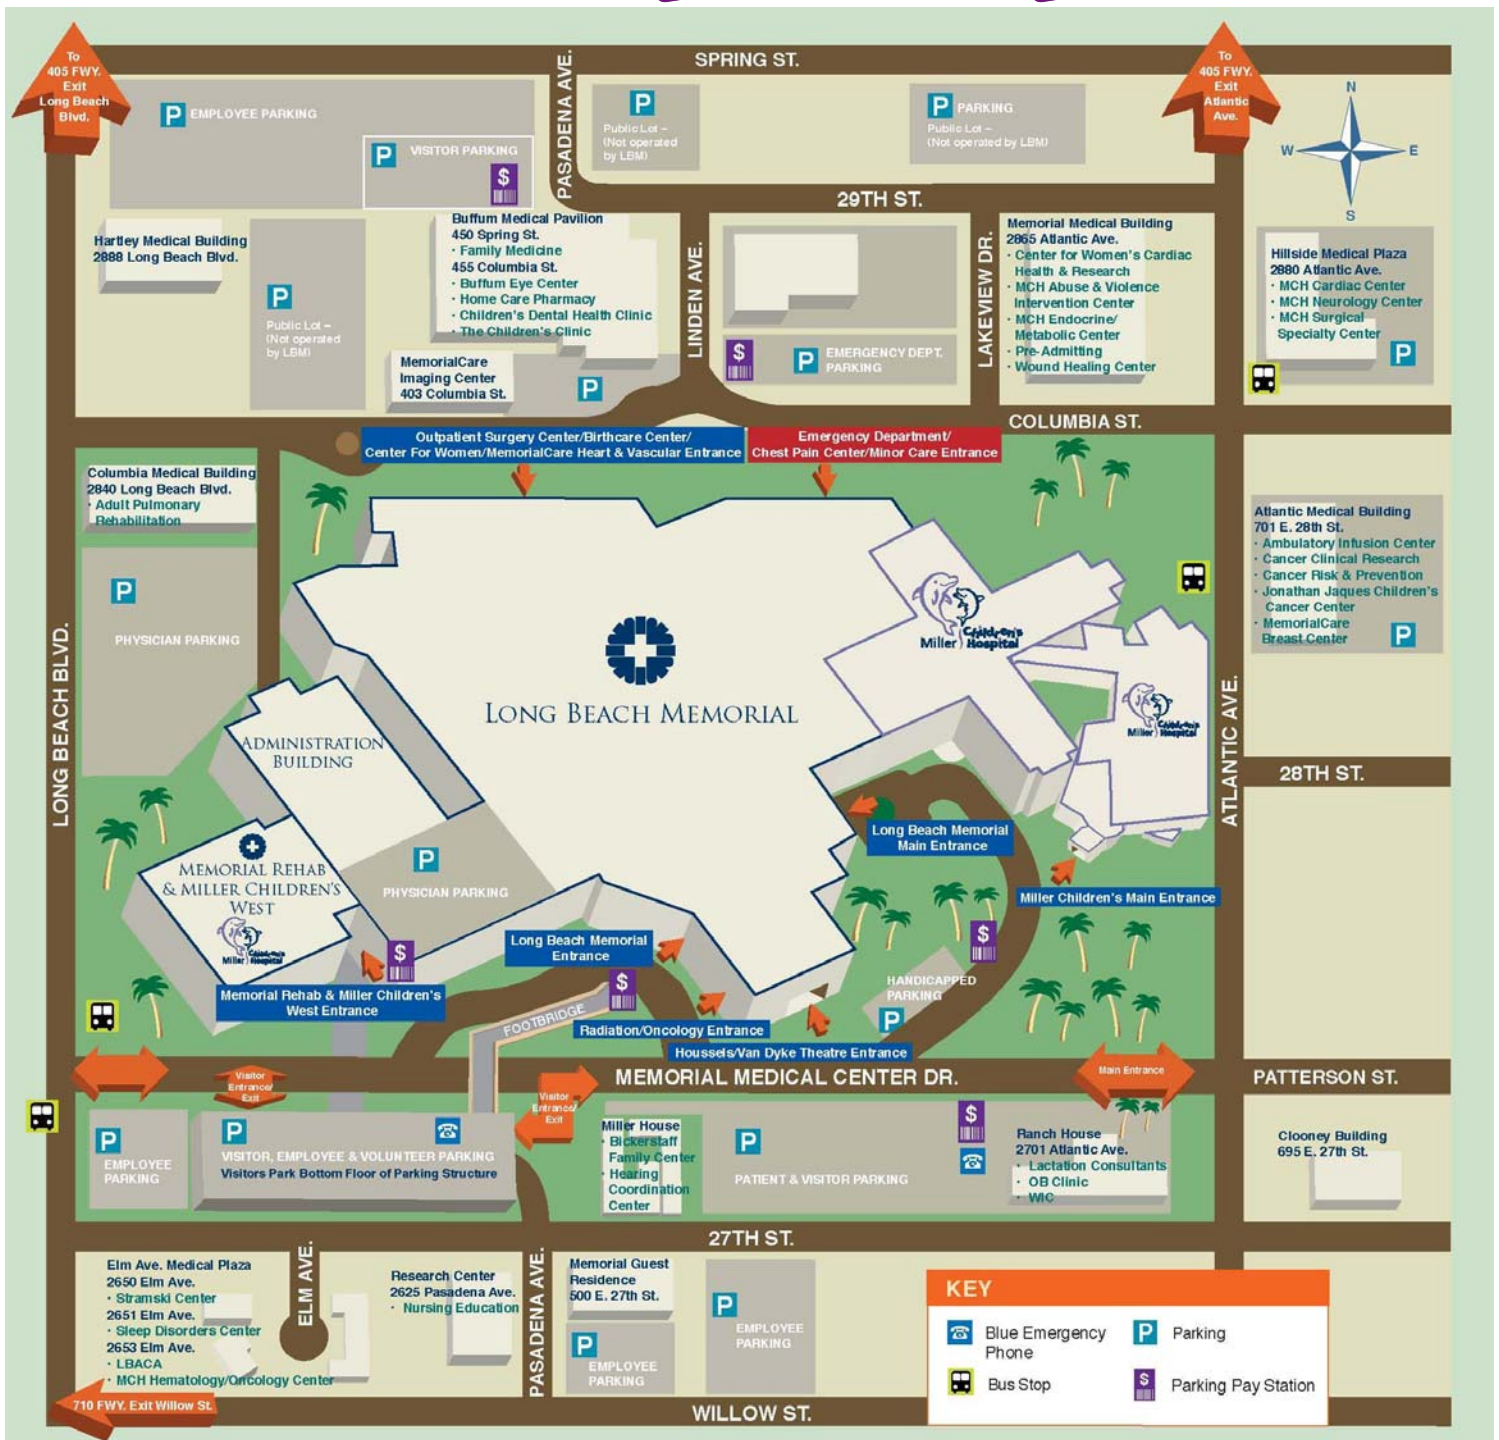 To
405 FWY.
Exit
Long Beach
Blvd.
SPRING ST.
To
405 FWY.
Exit
Atlantic
Ave.
N
W
E
S
PASADENA AVE.
P EMPLOYEE PARKING
P VISITOR PARKING
$
P
Public Lot –
(Not operated
by LBM)
P PARKING
Public Lot –
(Not operated by LBM)
29TH ST.
Hartley Medical Building
2888 Long Beach Blvd.
P
Public Lot –
(Not operated
by LBM)
Buffum Medical Pavilion
450 Spring St.
· Family Medicine
455 Columbia St.
· Buffum Eye Center
· Home Care Pharmacy
· Children's Dental Health Clinic
· The Children's Clinic
MemorialCare
Imaging Center
403 Columbia St.
P
LINDEN AVE.
$
P EMERGENCY DEPT.
PARKING
LAKEVIEW DR.
Memorial Medical Building
2865 Atlantic Ave.
· Center for Women's Cardiac
Health & Research
· MCH Abuse & Violence
Intervention Center
· MCH Endocrine/
Metabolic Center
· Pre-Admitting
· Wound Healing Center
Hillside Medical Plaza
2880 Atlantic Ave.
· MCH Cardiac Center
· MCH Neurology Center
· MCH Surgical
Specialty Center
P
COLUMBIA ST.
Outpatient Surgery Center/Birthcare Center/
Center For Women/MemorialCare Heart & Vascular Entrance
Emergency Department/
Chest Pain Center/Minor Care Entrance
Columbia Medical Building
2840 Long Beach Blvd.
· Adult Pulmonary
Rehabilitation
P
PHYSICIAN PARKING
LONG BEACH BLVD.
Atlantic Medical Building
701 E. 28th St.
· Ambulatory Infusion Center
· Cancer Clinical Research
· Cancer Risk & Prevention
· Jonathan Jaques Children's
Cancer Center
· MemorialCare
Breast Center
P
Miller Children's
Hospital
Miller Children's
Hospital
LONG BEACH MEMORIAL
ADMINISTRATION
BUILDING
ATLANTIC AVE.
28TH ST.
Long Beach Memorial
Main Entrance
Miller Children's Main Entrance
P
PHYSICIAN PARKING
MEMORIAL REHAB
& MILLER CHILDREN'S
WEST
Miller Children's
Hospital
$
Memorial Rehab & Miller Children's
West Entrance
Long Beach Memorial
Entrance
$
FOOTBRIDGE
Radiation/Oncology Entrance
Houssels/Van Dyke Theatre Entrance
$
HANDICAPPED
PARKING
P
MEMORIAL MEDICAL CENTER DR.
Main Entrance
PATTERSON ST.
Visitor
Entrance/
Exit
Visitor
Entrance/
Exit
P
EMPLOYEE
PARKING
P
VISITOR, EMPLOYEE & VOLUNTEER PARKING
Visitors Park Bottom Floor of Parking Structure
Miller House
· Bickerstaff
Family Center
· Hearing
Coordination
Center
P
PATIENT & VISITOR PARKING
$
Ranch House
2701 Atlantic Ave.
· Lactation Consultants
· OB Clinic
· WIC
Clooney Building
695 E. 27th St.
27TH ST.
Elm Ave. Medical Plaza
2650 Elm Ave.
· Stramski Center
2651 Elm Ave.
· Sleep Disorders Center
2653 Elm Ave.
· LBACA
· MCH Hematology/Oncology Center
ELM AVE.
Research Center
2625 Pasadena Ave.
· Nursing Education
PASADENA AVE.
Memorial Guest
Residence
500 E. 27th St.
P
EMPLOYEE
PARKING
P
EMPLOYEE
PARKING
KEY
Blue Emergency
Phone
P Parking
Bus Stop
$ Parking Pay Station
710 FWY. Exit Willow St.
WILLOW ST.